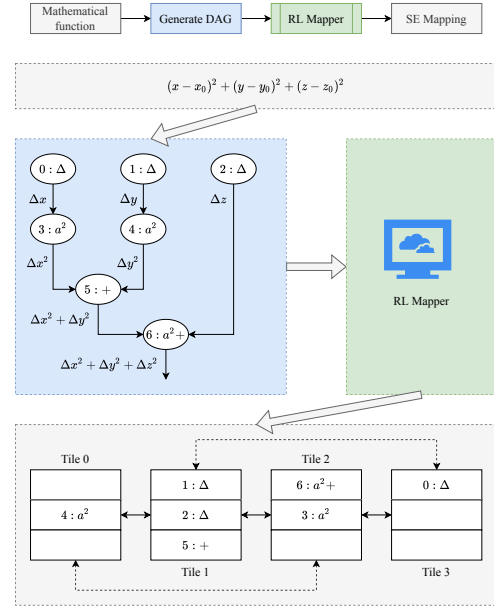 Mathematical function
Generate DAG
RL Mapper
SE Mapping
(x − x₀)² + (y − y₀)² + (z − z₀)²
0 : Δ
1 : Δ
2 : Δ
Δx
Δy
Δz
3 : a²
4 : a²
Δx²
Δy²
5 : +
Δx² + Δy²
6 : a²+
Δx² + Δy² + Δz²
RL Mapper
Tile 0
Tile 2
1 : Δ
6 : a²+
0 : Δ
4 : a²
2 : Δ
3 : a²
5 : +
Tile 1
Tile 3